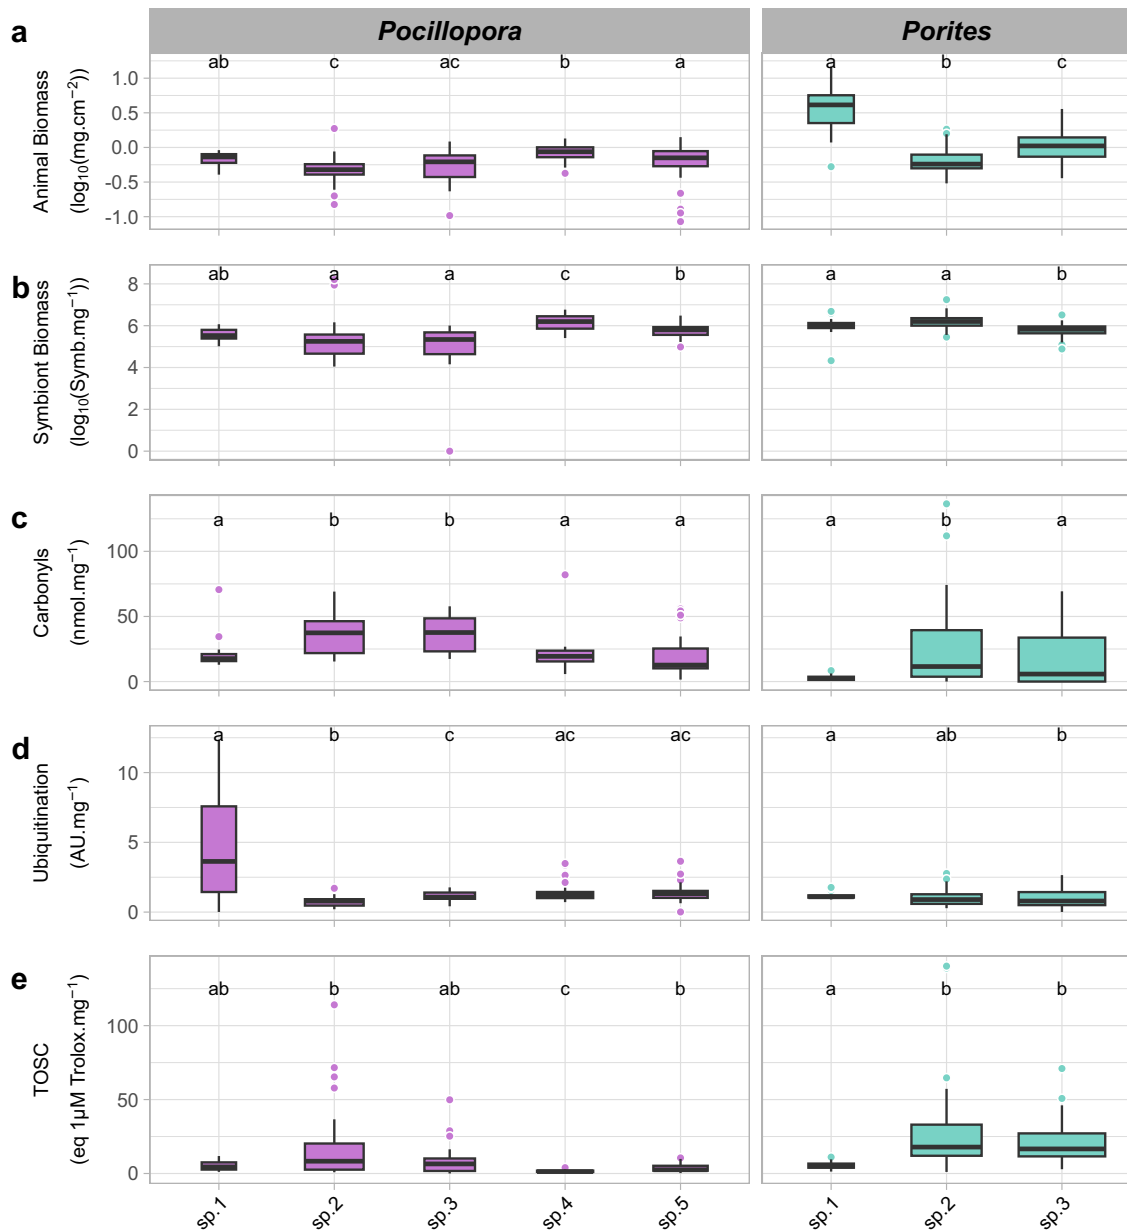 a
Pocillopora
Porites
Animal Biomass
(log₁₀(mg.cm⁻²))
1.0
0.5
0.0
-0.5
-1.0
ab c ac b a
a b c
b
Symbiont Biomass
(log₁₀(Symb.mg⁻¹))
8
6
4
2
0
ab a a c b
a a b
c
Carbonyls
(nmol.mg⁻¹)
100
50
0
a b b a a
a b a
d
Ubiquitination
(AU.mg⁻¹)
10
5
0
a b c ac ac
a ab b
e
TOSC
(eq 1µM Trolox.mg⁻¹)
100
50
0
ab b ab c b
a b b
sp.1 sp.2 sp.3 sp.4 sp.5
sp.1 sp.2 sp.3